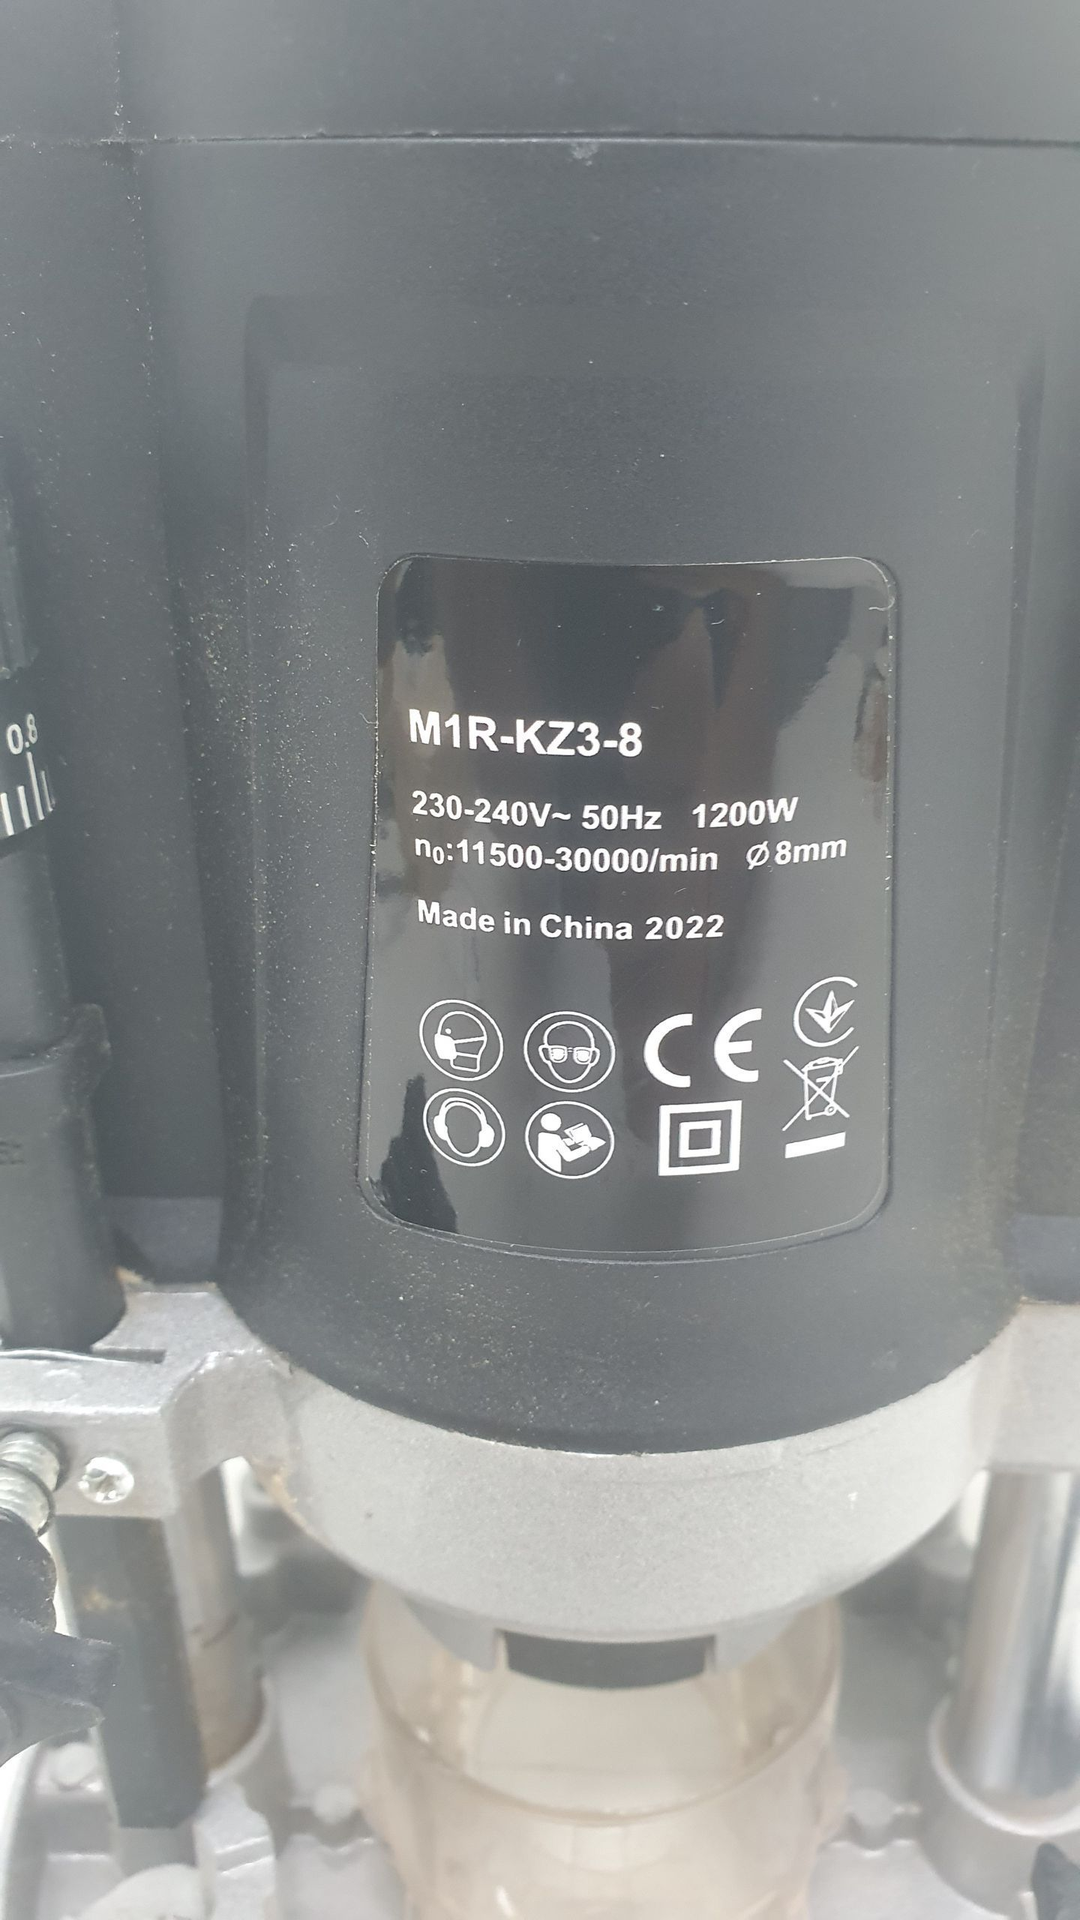 0.8
M1R-KZ3-8
230-240V~ 50Hz 1200W
n₀:11500-30000/min Ø8mm
Made in China 2022
CE